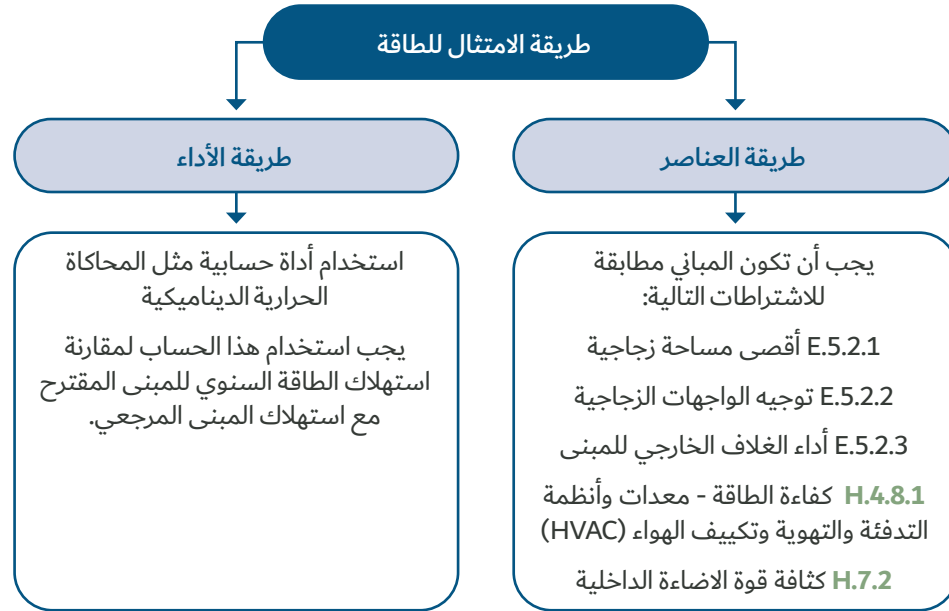 طريقة الامتثال للطاقة
طريقة العناصر
يجب أن تكون المباني مطابقة
للاشتراطات التالية:
E.5.2.1 أقصى مساحة زجاجية
E.5.2.2 توجيه الواجهات الزجاجية
E.5.2.3 أداء الغلاف الخارجي للمبنى
H.4.8.1 كفاءة الطاقة - معدات وأنظمة
التدفئة والتهوية وتكييف الهواء (HVAC)
H.7.2 كثافة قوة الاضاءة الداخلية
طريقة الأداء
استخدام أداة حسابية مثل المحاكاة
الحرارية الديناميكية
يجب استخدام هذا الحساب لمقارنة
استهلاك الطاقة السنوي للمبنى المقترح
مع استهلاك المبنى المرجعي.